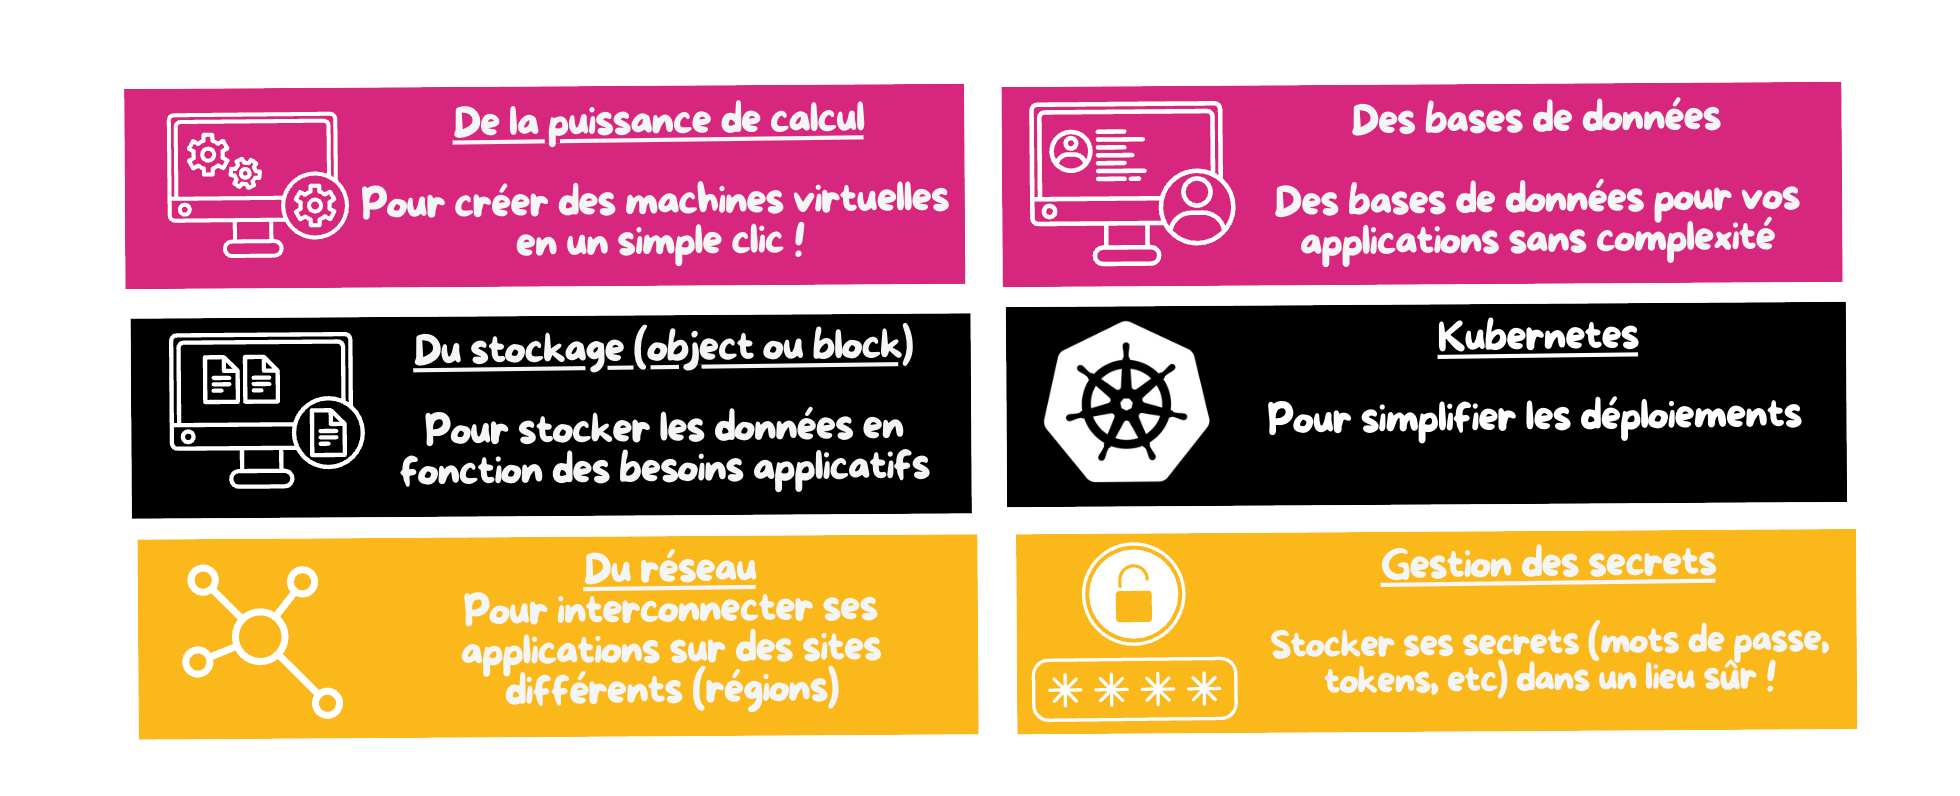 De la puissance de calcul
Pour créer des machines virtuelles
en un simple clic !
Des bases de données
Des bases de données pour vos
applications sans complexité
Du stockage (object ou block)
Pour stocker les données en
fonction des besoins applicatifs
Kubernetes
Pour simplifier les déploiements
Du réseau
Pour interconnecter ses
applications sur des sites
différents (régions)
Gestion des secrets
Stocker ses secrets (mots de passe,
tokens, etc) dans un lieu sûr !